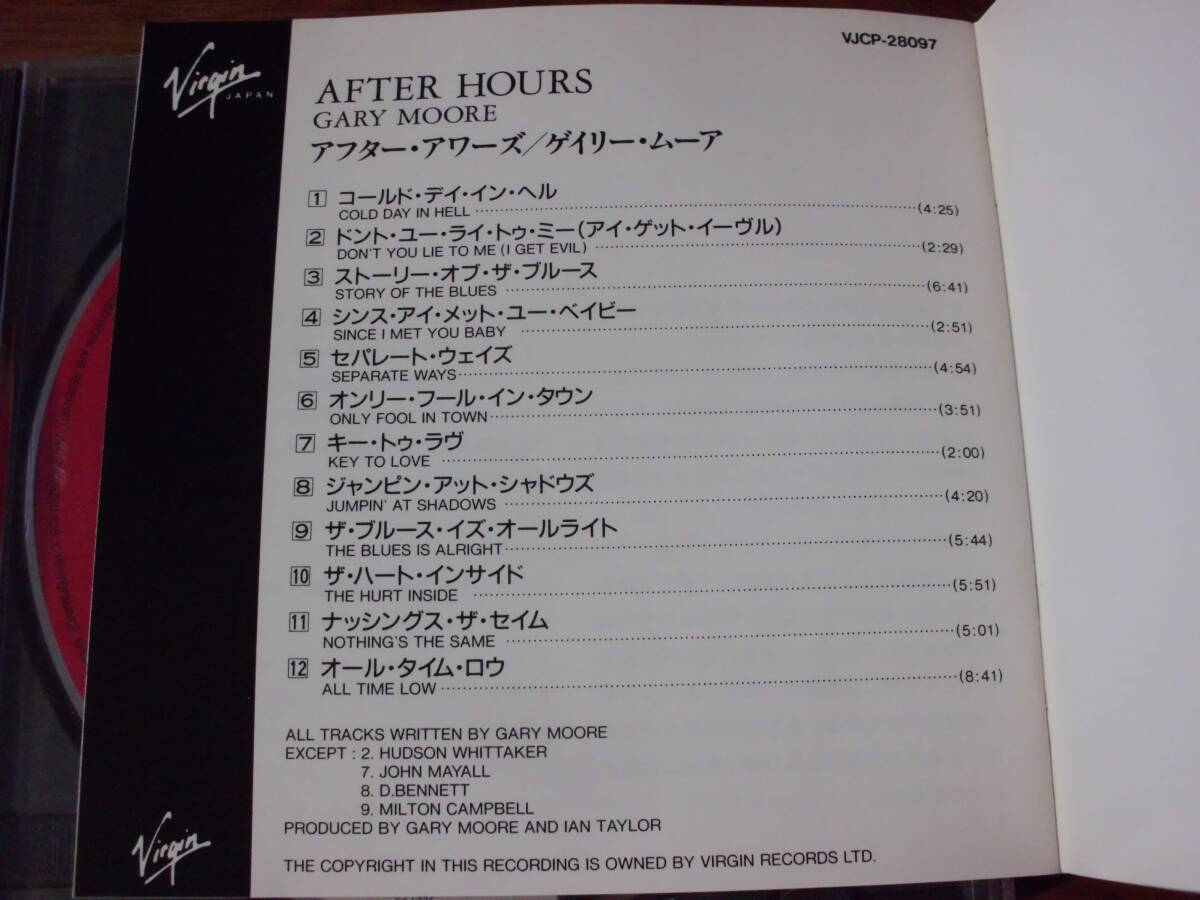 Virgin
JAPAN
VJCP-28097
AFTER HOURS
GARY MOORE
アフター・アワーズ/ゲイリー・ムーア
1 コールド・デイ・イン・ヘル
COLD DAY IN HELL (4:25)
2 ドント・ユー・ライ・トゥ・ミー(アイ・ゲット・イーヴル)
DON'T YOU LIE TO ME (I GET EVIL) (2:29)
3 ストーリー・オブ・ザ・ブルース
STORY OF THE BLUES (6:41)
4 シンス・アイ・メット・ユー・ベイビー
SINCE I MET YOU BABY (2:51)
5 セパレート・ウェイズ
SEPARATE WAYS (4:54)
6 オンリー・フール・イン・タウン
ONLY FOOL IN TOWN (3:51)
7 キー・トゥ・ラヴ
KEY TO LOVE (2:00)
8 ジャンピン・アット・シャドウズ
JUMPIN' AT SHADOWS (4:20)
9 ザ・ブルース・イズ・オールライト
THE BLUES IS ALRIGHT (5:44)
10 ザ・ハート・インサイド
THE HURT INSIDE (5:51)
11 ナッシングス・ザ・セイム
NOTHING'S THE SAME (5:01)
12 オール・タイム・ロウ
ALL TIME LOW (8:41)
ALL TRACKS WRITTEN BY GARY MOORE
EXCEPT : 2. HUDSON WHITTAKER
7. JOHN MAYALL
8. D.BENNETT
9. MILTON CAMPBELL
PRODUCED BY GARY MOORE AND IAN TAYLOR
THE COPYRIGHT IN THIS RECORDING IS OWNED BY VIRGIN RECORDS LTD.
Virgin